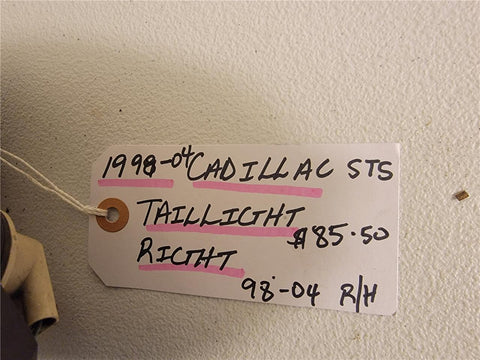 1998-04 CADILLAC STS
TAILLIGHT
$85.50
RIGHT
98-04 R/H